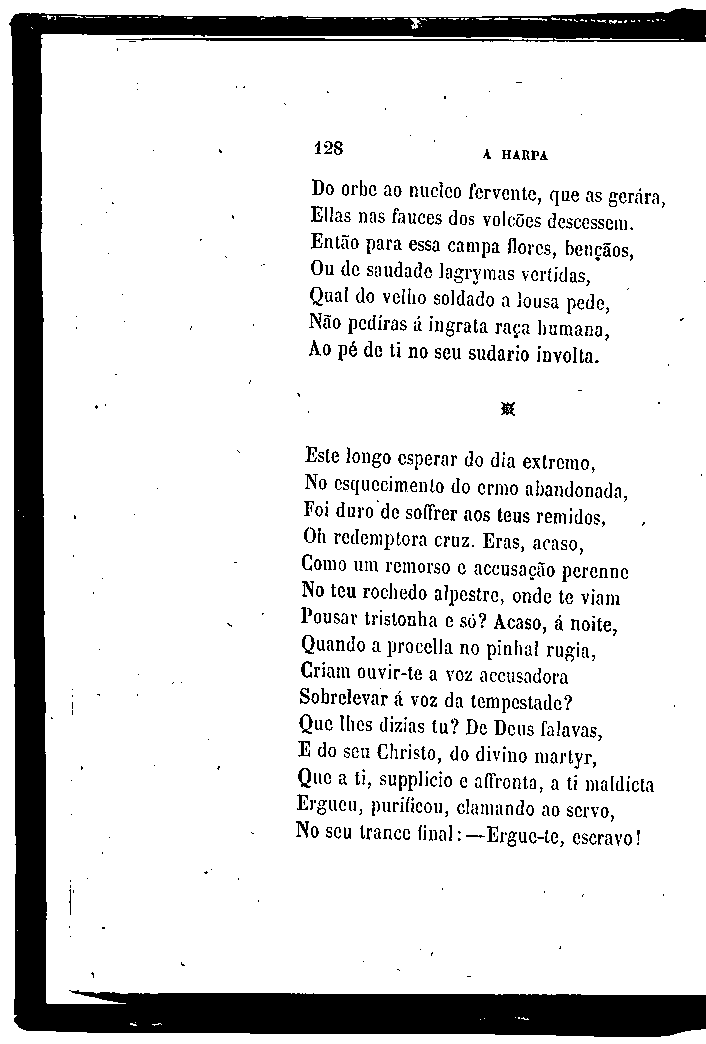 128 A HARPA
Do orbe ao nucleo fervente, que as gerára,
Ellas nas fauces dos volcões descessem.
Então para essa campa flores, bençãos,
Ou de saudade lagrymas vertidas,
Qual do velho soldado a lousa pede,
Não pediras á ingrata raça humana,
Ao pé de ti no seu sudario involta.
Este longo esperar do dia extremo,
No esquecimento do ermo abandonada,
Foi duro de soffrer aos teus remidos,
Oh redemptora cruz. Eras, acaso,
Como um remorso e accusação perenne
No teu rochedo alpestre, onde te viam
Pousar tristonha e só? Acaso, á noite,
Quando a procella no pinhal rugia,
Criam ouvir-te a voz accusadora
Sobrelevar á voz da tempestade?
Que lhes dizias tu? De Deus falavas,
E do seu Christo, do divino martyr,
Que a ti, supplicio e affronta, a ti maldicta
Ergueu, purificou, clamando ao servo,
No seu trance final:—Ergue-te, escravo!